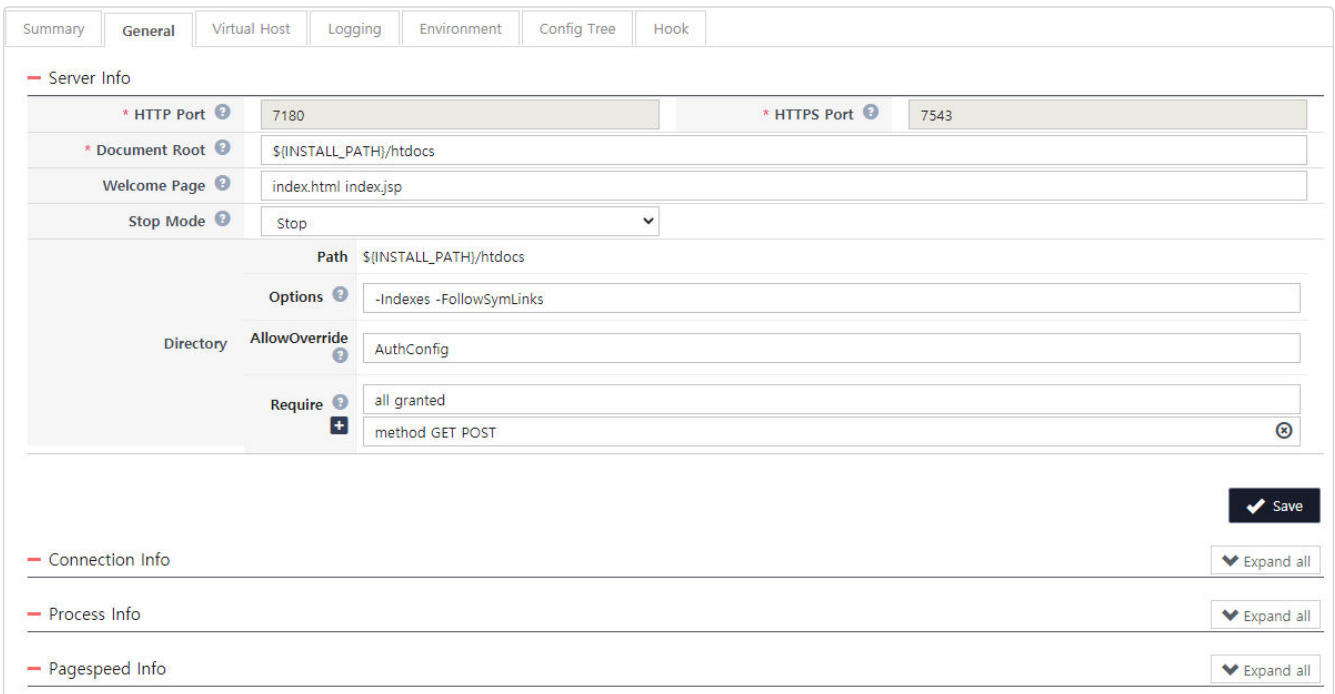 Summary General Virtual Host Logging Environment Config Tree Hook
Server Info
* HTTP Port ? 7180 * HTTPS Port ? 7543
* Document Root ? ${INSTALL_PATH}/htdocs
Welcome Page ? index.html index.jsp
Stop Mode ? Stop
Path ${INSTALL_PATH}/htdocs
Options ? -Indexes -FollowSymLinks
Directory AllowOverride ? AuthConfig
Require ? all granted
method GET POST
Save
Connection Info Expand all
Process Info Expand all
Pagespeed Info Expand all